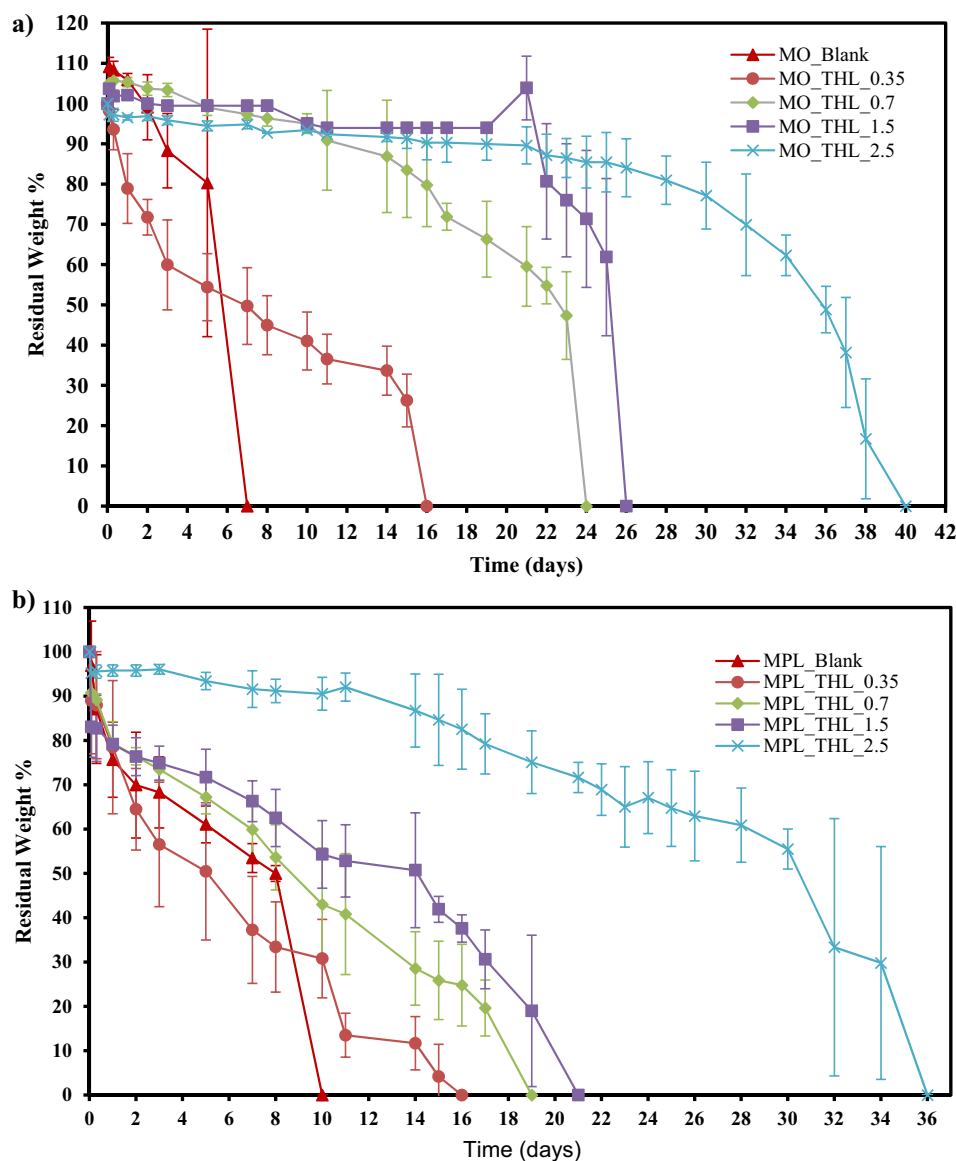 a)
Residual Weight %
120
110
100
90
80
70
60
50
40
30
20
10
0
MO_Blank
MO_THL_0.35
MO_THL_0.7
MO_THL_1.5
MO_THL_2.5
0 2 4 6 8 10 12 14 16 18 20 22 24 26 28 30 32 34 36 38 40 42
Time (days)
b)
Residual Weight %
110
100
90
80
70
60
50
40
30
20
10
0
MPL_Blank
MPL_THL_0.35
MPL_THL_0.7
MPL_THL_1.5
MPL_THL_2.5
0 2 4 6 8 10 12 14 16 18 20 22 24 26 28 30 32 34 36
Time (days)